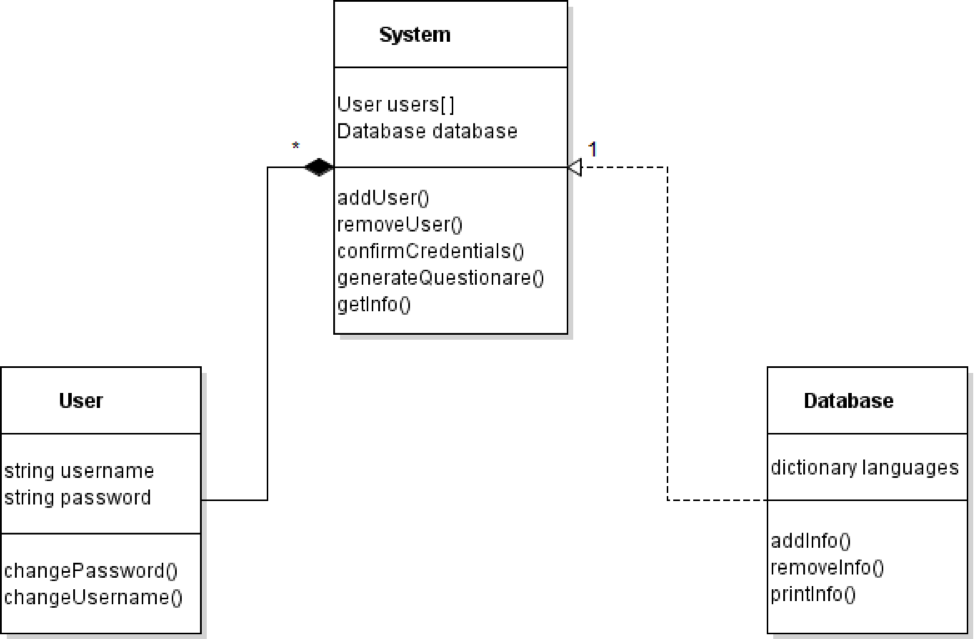 System
User users[ ]
Database database
*
1
addUser()
removeUser()
confirmCredentials()
generateQuestionare()
getInfo()
User
string username
string password
changePassword()
changeUsername()
Database
dictionary languages
addInfo()
removeInfo()
printInfo()